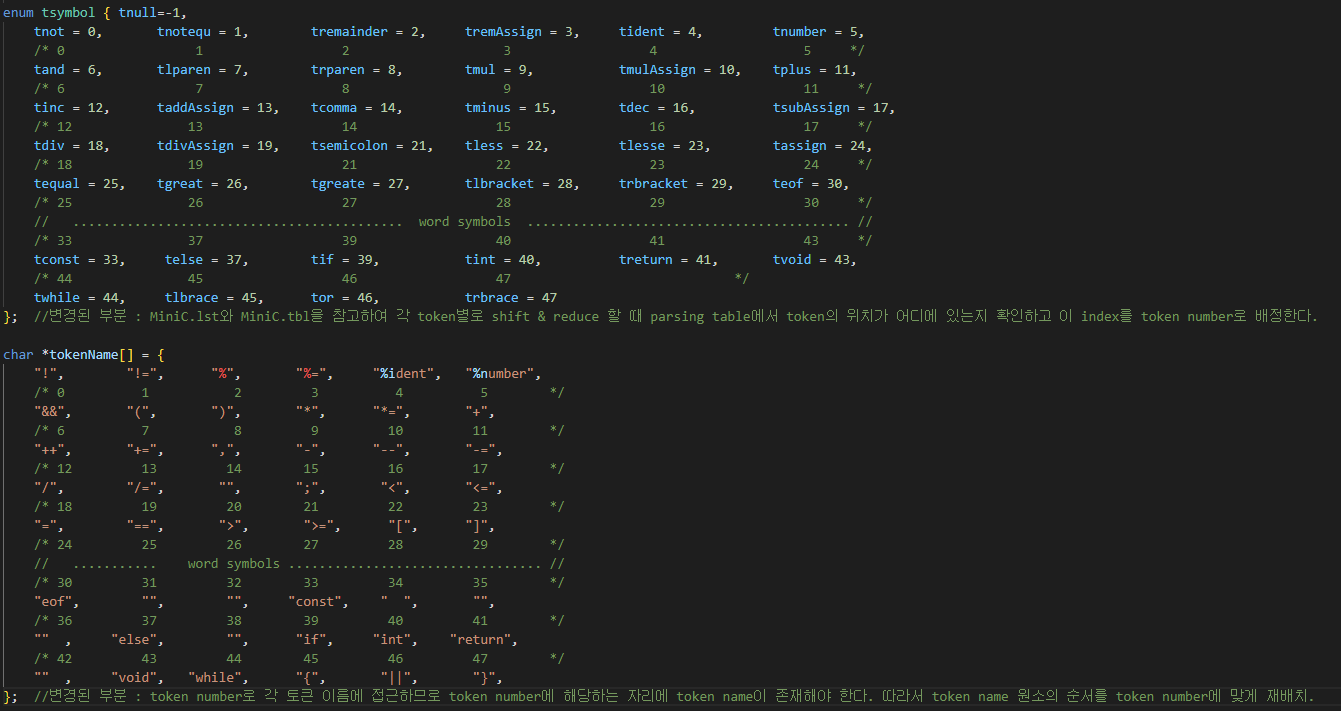 enum tsymbol { tnull=-1,
    tnot = 0,       tnotequ = 1,        tremainder = 2,     tremAssign = 3,     tident = 4,         tnumber = 5,
    /* 0                 1                  2                    3                  4                   5     */
    tand = 6,       tlparen = 7,        trparen = 8,        tmul = 9,           tmulAssign = 10,    tplus = 11,
    /* 6                 7                  8                    9                  10                  11     */
    tinc = 12,      taddAssign = 13,    tcomma = 14,        tminus = 15,        tdec = 16,          tsubAssign = 17,
    /* 12               13                  14                  15                  16                  17     */
    tdiv = 18,      tdivAssign = 19,    tsemicolon = 21,    tless = 22,         tlesse = 23,        tassign = 24,
    /* 18               19                  21                  22                  23                  24     */
    tequal = 25,    tgreat = 26,        tgreate = 27,       tlbracket = 28,     trbracket = 29,     teof = 30,
    /* 25               26                  27                  28                  29                  30     */
    //   ...........................................  word symbols  .......................................... //
    /* 33               37                  39                  40                  41                  43     */
    tconst = 33,     telse = 37,         tif = 39,           tint = 40,          treturn = 41,       tvoid = 43,
    /* 44               45                  46                  47                             */
    twhile = 44,     tlbrace = 45,       tor = 46,           trbrace = 47
};  //변경된 부분 : MiniC.lst와 MiniC.tbl을 참고하여 각 token별로 shift & reduce 할 때 parsing table에서 token의 위치가 어디에 있는지 확인하고 이 index를 token number로 배정한다.
char *tokenName[] = {
    "!",        "!=",       "%",       "%=",      "%ident",   "%number",
    /* 0         1             2          3          4          5        */
    "&&",       "(",        ")",       "*",       "*=",       "+",
    /* 6         7             8          9          10         11       */
    "++",       "+=",       ",",       "-",       "--",       "-=",
    /* 12       13            14         15          16         17       */
    "/",        "/=",       "",        ";",       "<",        "<=",
    /* 18       19            20         21          22         23       */
    "=",        "==",        ">",        ">=",      "[",       "]",
    /* 24       25            26         27          28         29       */
    //   ...........    word symbols ................................. //
    /* 30       31            32         33          34         35       */
    "eof",      "",         "",       "const",    "  ",       "",
    /* 36       37            38         39          40         41       */
    ""  ,     "else",       "",        "if",      "int",    "return",
    /* 42       43            44         45          46         47       */
    ""  ,     "void",   "while",       "{",       "||",       "}",
};  //변경된 부분 : token number로 각 토큰 이름에 접근하므로 token number에 해당하는 자리에 token name이 존재해야 한다. 따라서 token name 원소의 순서를 token number에 맞게 재배치.